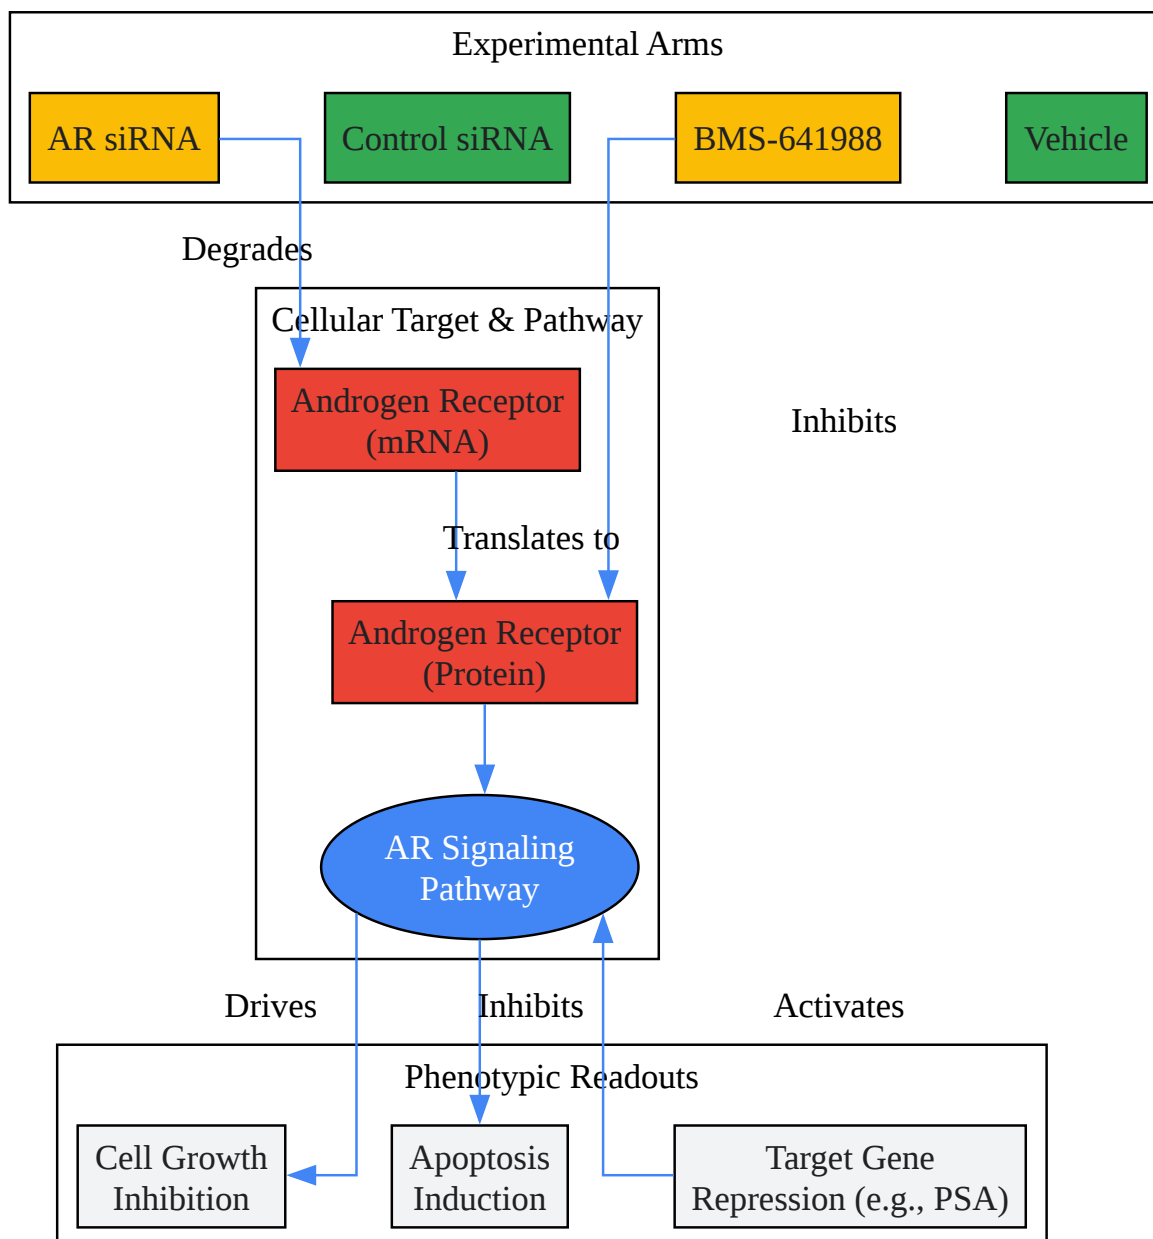 Experimental Arms
AR siRNA
Control siRNA
BMS-641988
Vehicle
Degrades
Cellular Target & Pathway
Androgen Receptor
(mRNA)
Inhibits
Translates to
Androgen Receptor
(Protein)
AR Signaling
Pathway
Drives
Inhibits
Activates
Phenotypic Readouts
Cell Growth
Inhibition
Apoptosis
Induction
Target Gene
Repression (e.g., PSA)